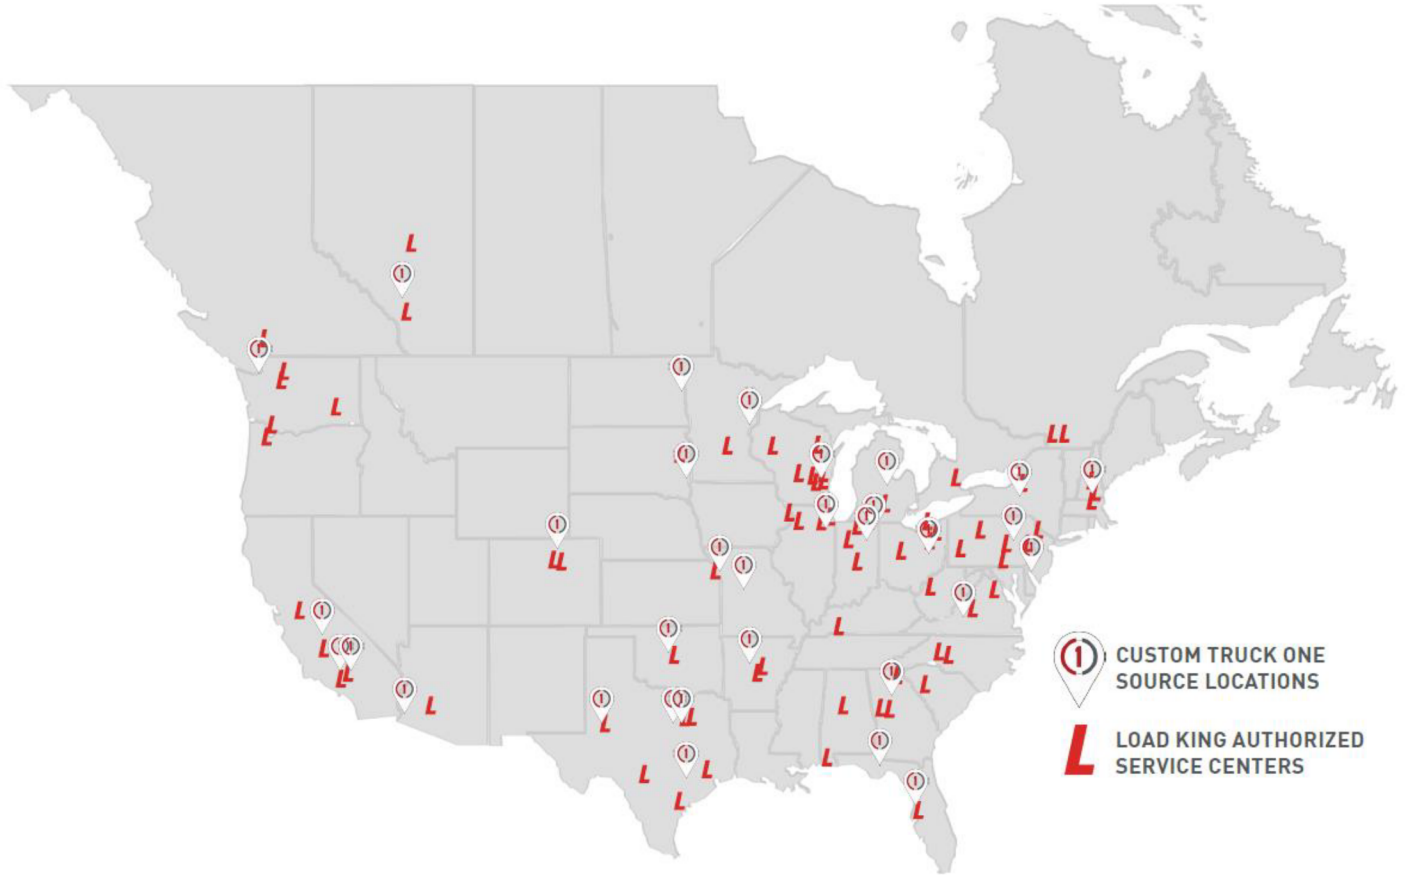 CUSTOM TRUCK ONE
SOURCE LOCATIONS
LOAD KING AUTHORIZED
SERVICE CENTERS